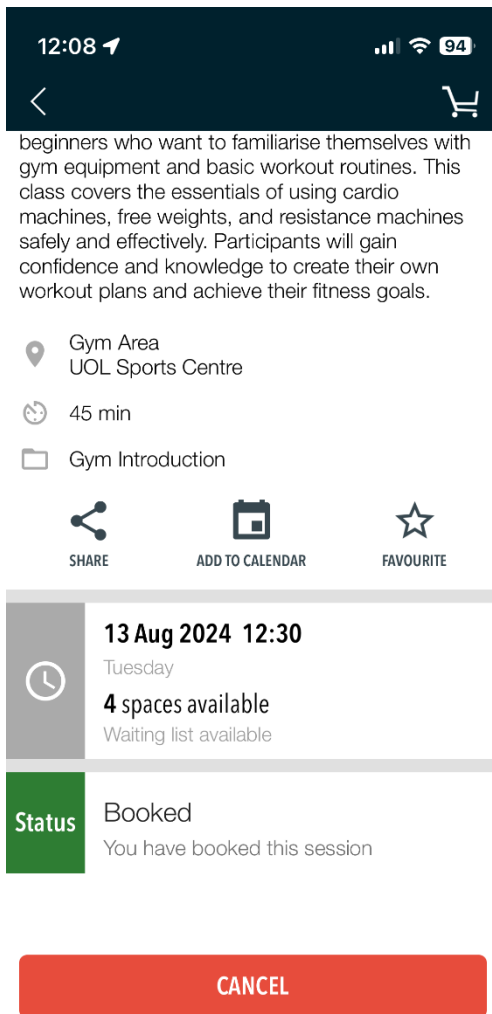 12:08
94
beginners who want to familiarise themselves with
gym equipment and basic workout routines. This
class covers the essentials of using cardio
machines, free weights, and resistance machines
safely and effectively. Participants will gain
confidence and knowledge to create their own
workout plans and achieve their fitness goals.
Gym Area
UOL Sports Centre
45 min
Gym Introduction
SHARE
ADD TO CALENDAR
FAVOURITE
13 Aug 2024 12:30
Tuesday
4 spaces available
Waiting list available
Status
Booked
You have booked this session
CANCEL